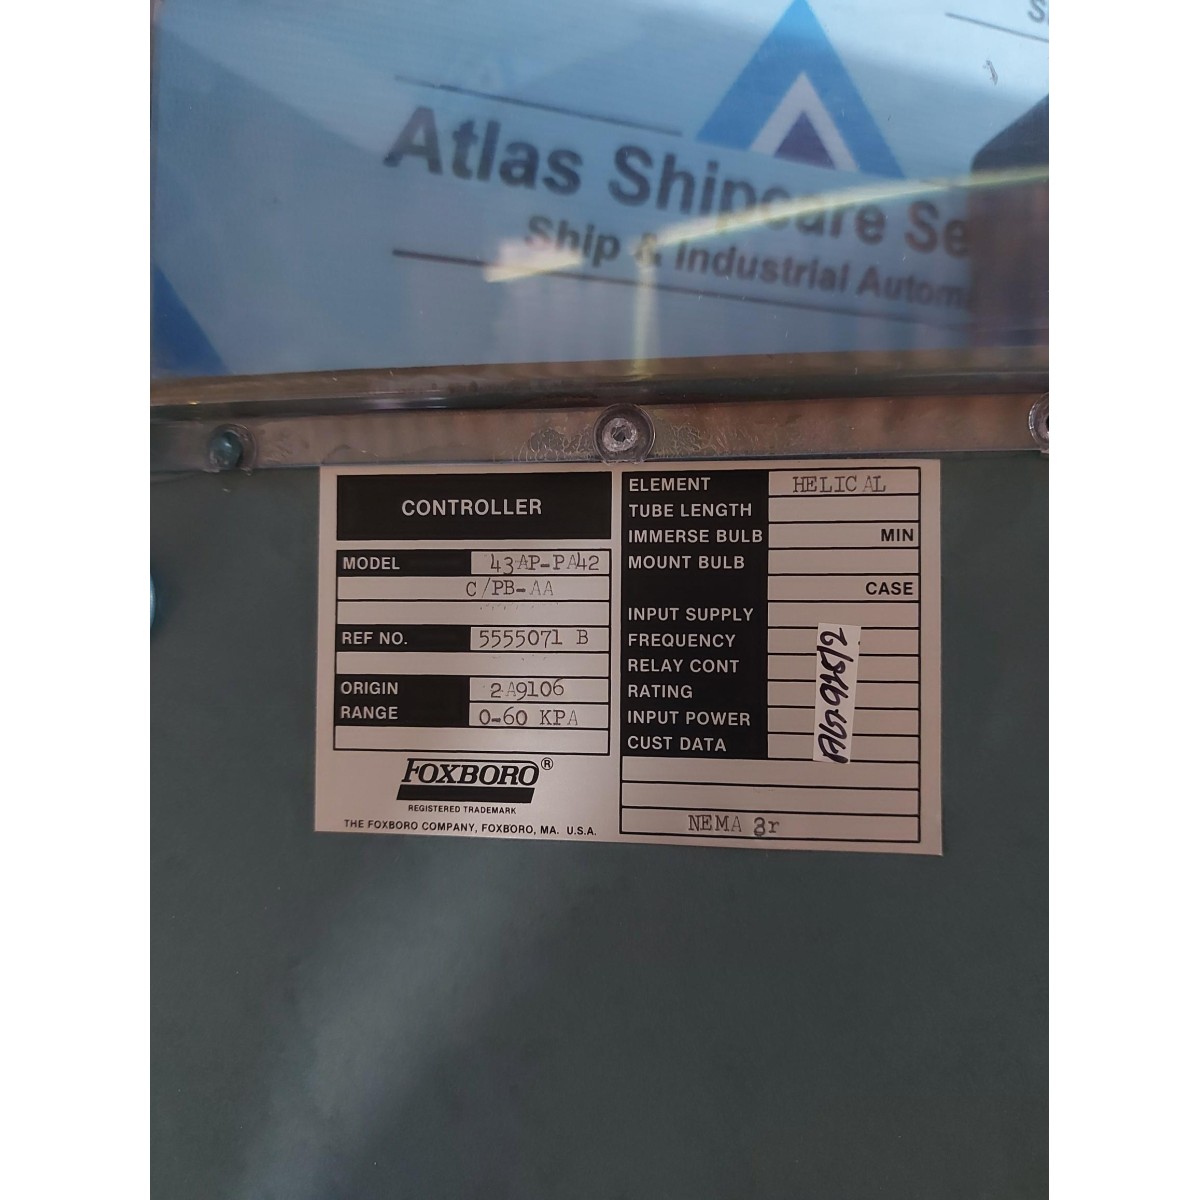 Atlas Shipcare Se
Ship & Industrial Autom
CONTROLLER
MODEL 43AP-PA42
C/PB-AA
REF NO. 5555071 B
ORIGIN 2A9106
RANGE 0-60 KPA
FOXBORO®
REGISTERED TRADEMARK
THE FOXBORO COMPANY, FOXBORO, MA. U.S.A.
ELEMENT HELICAL
TUBE LENGTH
IMMERSE BULB MIN
MOUNT BULB
CASE
INPUT SUPPLY
FREQUENCY
RELAY CONT
RATING
INPUT POWER
CUST DATA
NEMA 3r